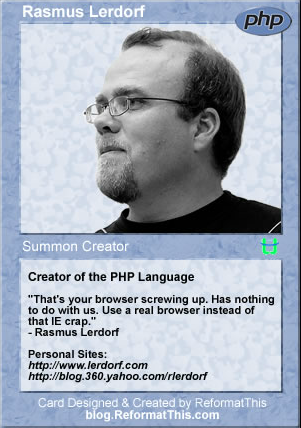 Rasmus Lerdorf
php
Summon Creator
Creator of the PHP Language
"That's your browser screwing up. Has nothing
to do with us. Use a real browser instead of
that IE crap."
- Rasmus Lerdorf
Personal Sites:
http://www.lerdorf.com
http://blog.360.yahoo.com/rlerdorf
Card Designed & Created by ReformatThis
blog.ReformatThis.com